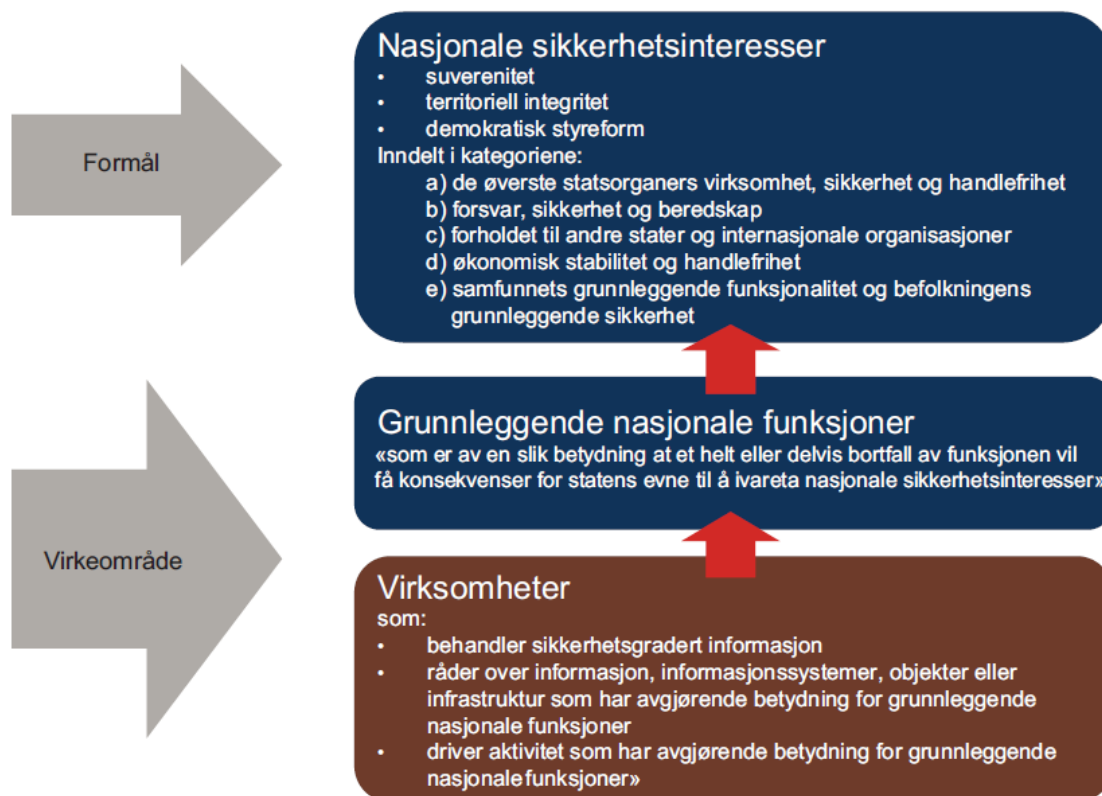 Formål
Nasjonale sikkerhetsinteresser
• suverenitet
• territoriell integritet
• demokratisk styreform
Inndelt i kategoriene:
a) de øverste statsorganers virksomhet, sikkerhet og handlefrihet
b) forsvar, sikkerhet og beredskap
c) forholdet til andre stater og internasjonale organisasjoner
d) økonomisk stabilitet og handlefrihet
e) samfunnets grunnleggende funksjonalitet og befolkningens
grunnleggende sikkerhet
Virkeområde
Grunnleggende nasjonale funksjoner
«som er av en slik betydning at et helt eller delvis bortfall av funksjonen vil
få konsekvenser for statens evne til å ivareta nasjonale sikkerhetsinteresser»
Virksomheter
som:
• behandler sikkerhetsgradert informasjon
• råder over informasjon, informasjonssystemer, objekter eller
infrastruktur som har avgjørende betydning for grunnleggende
nasjonale funksjoner
• driver aktivitet som har avgjørende betydning for grunnleggende
nasjonale funksjoner»